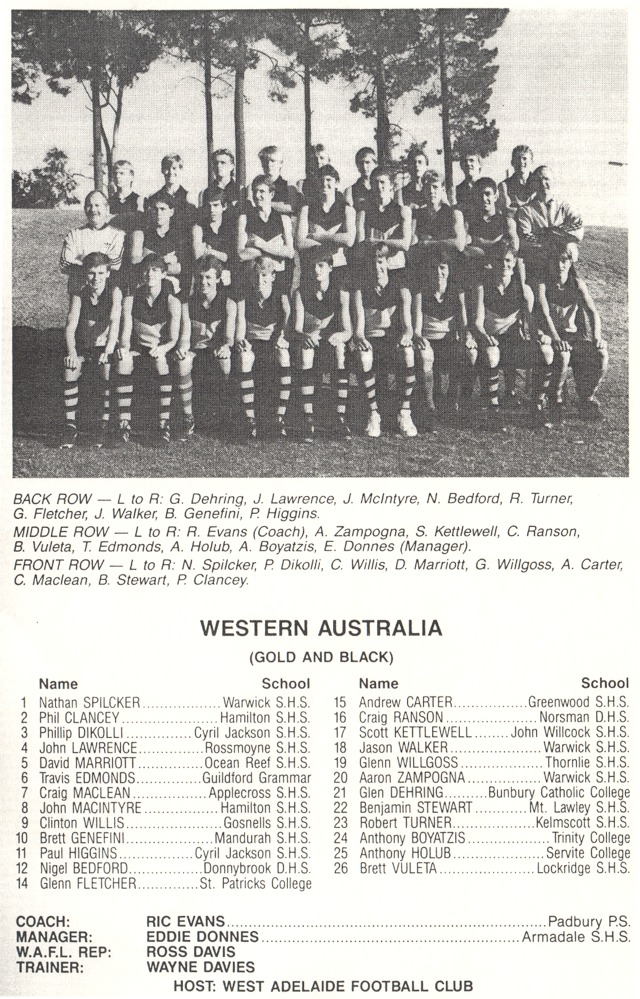 BACK ROW — L to R: G. Dehring, J. Lawrence, J. McIntyre, N. Bedford, R. Turner,
G. Fletcher, J. Walker, B. Genefini, P. Higgins.
MIDDLE ROW — L to R: R. Evans (Coach), A. Zampogna, S. Kettlewell, C. Ranson,
B. Vuleta, T. Edmonds, A. Holub, A. Boyatzis, E. Donnes (Manager).
FRONT ROW — L to R: N. Spilcker, P. Dikolli, C. Willis, D. Marriott, G. Willgoss, A. Carter,
C. Maclean, B. Stewart, P. Clancey.
WESTERN AUSTRALIA
(GOLD AND BLACK)
Name School
1 Nathan SPILCKER....................Warwick S.H.S.
2 Phil CLANCEY....................Hamilton S.H.S.
3 Phillip DIKOLLI..............Cyril Jackson S.H.S.
4 John LAWRENCE.............Rossmoyne S.H.S.
5 David MARRIOTT.............Ocean Reef S.H.S.
6 Travis EDMONDS.............Guildford Grammar
7 Craig MACLEAN.............Applecross S.H.S.
8 John MACINTYRE...............Hamilton S.H.S.
9 Clinton WILLIS....................Gosnells S.H.S.
10 Brett GENEFINI..................Mandurah S.H.S.
11 Paul HIGGINS...............Cyril Jackson S.H.S.
12 Nigel BEDFORD..............Donnybrook D.H.S.
14 Glenn FLETCHER.............St. Patricks College
Name School
15 Andrew CARTER................Greenwood S.H.S.
16 Craig RANSON....................Norsman D.H.S.
17 Scott KETTLEWELL........John Willcock S.H.S.
18 Jason WALKER....................Warwick S.H.S.
19 Glenn WILLGOSS..................Thornlie S.H.S.
20 Aaron ZAMPOGNA.................Warwick S.H.S.
21 Glen DEHRING..........Bunbury Catholic College
22 Benjamin STEWART............Mt. Lawley S.H.S.
23 Robert TURNER..................Kelmscott S.H.S.
24 Anthony BOYATZIS.................Trinity College
25 Anthony HOLUB....................Servite College
26 Brett VULETA.....................Lockridge S.H.S.
COACH: RIC EVANS....................Padbury P.S.
MANAGER: EDDIE DONNES....................Armadale S.H.S.
W.A.F.L. REP: ROSS DAVIS
TRAINER: WAYNE DAVIES
HOST: WEST ADELAIDE FOOTBALL CLUB